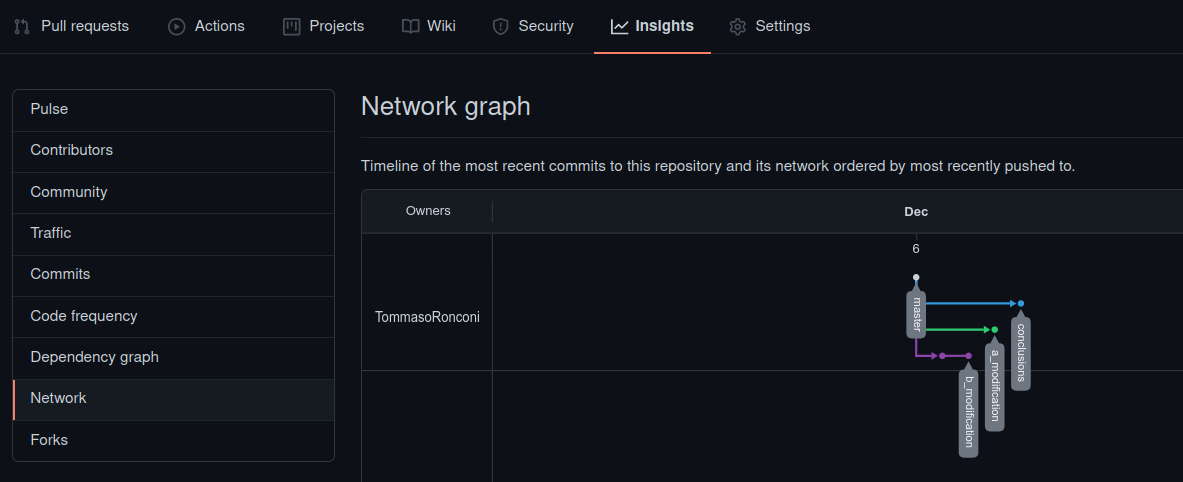 Pull requests Actions Projects Wiki Security Insights Settings
Pulse
Contributors
Community
Traffic
Commits
Code frequency
Dependency graph
Network
Forks
Network graph
Timeline of the most recent commits to this repository and its network ordered by most recently pushed to.
Owners Dec
6
TommasoRonconi
master
conclusions
a_modification
b_modification